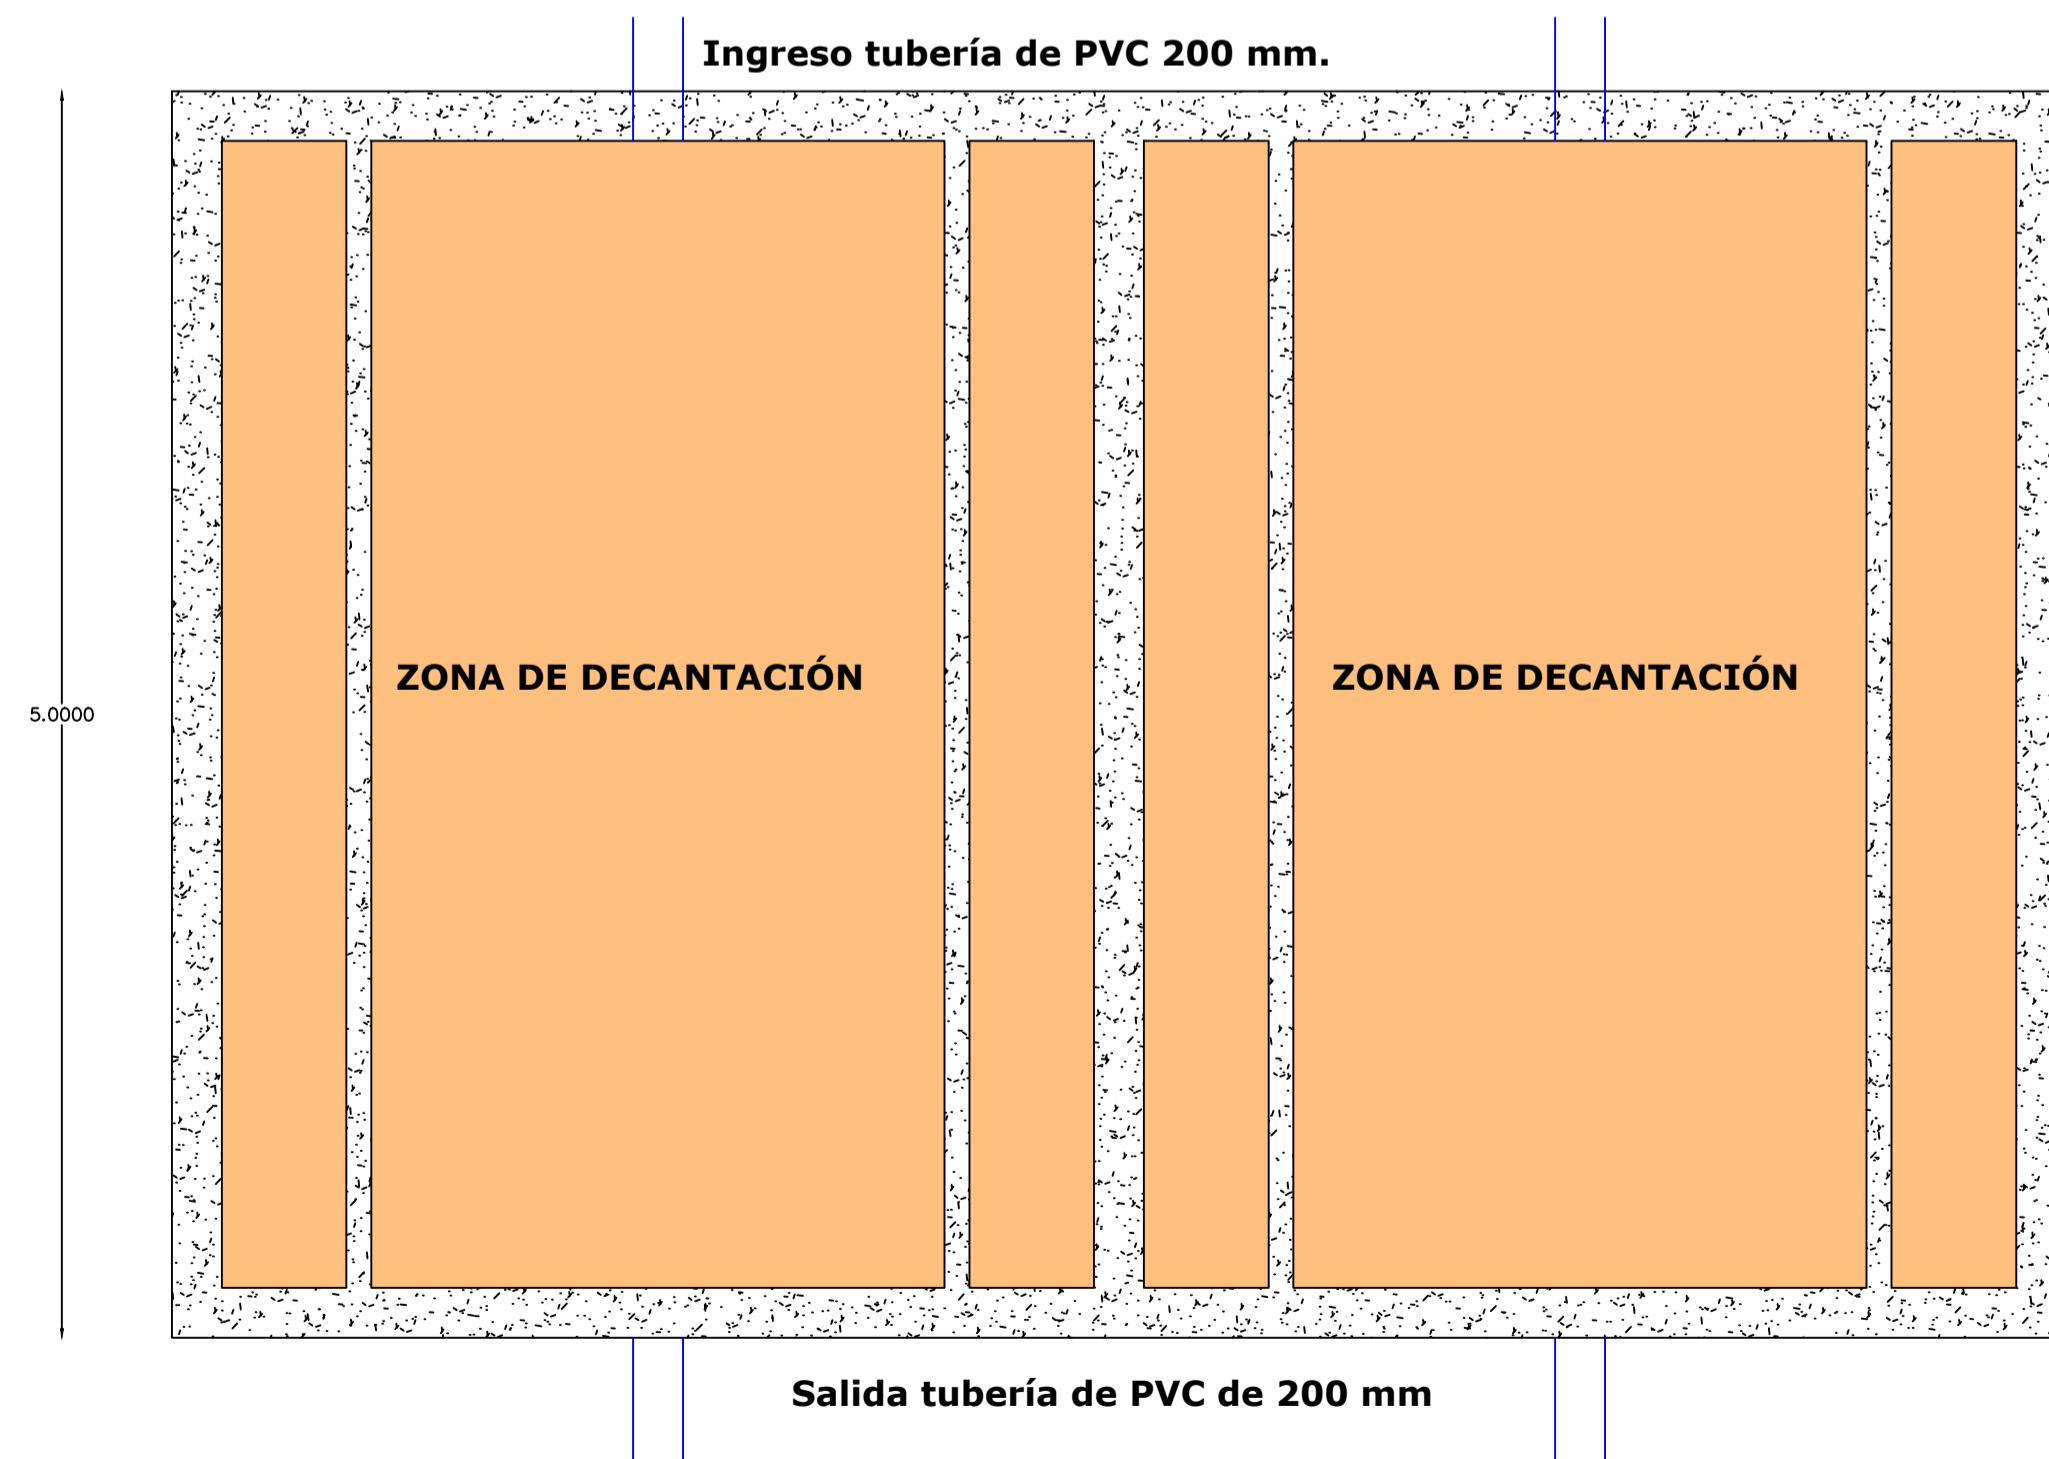 Ingreso tubería de PVC 200 mm.
ZONA DE DECANTACIÓN
ZONA DE DECANTACIÓN
5.0000
Salida tubería de PVC de 200 mm